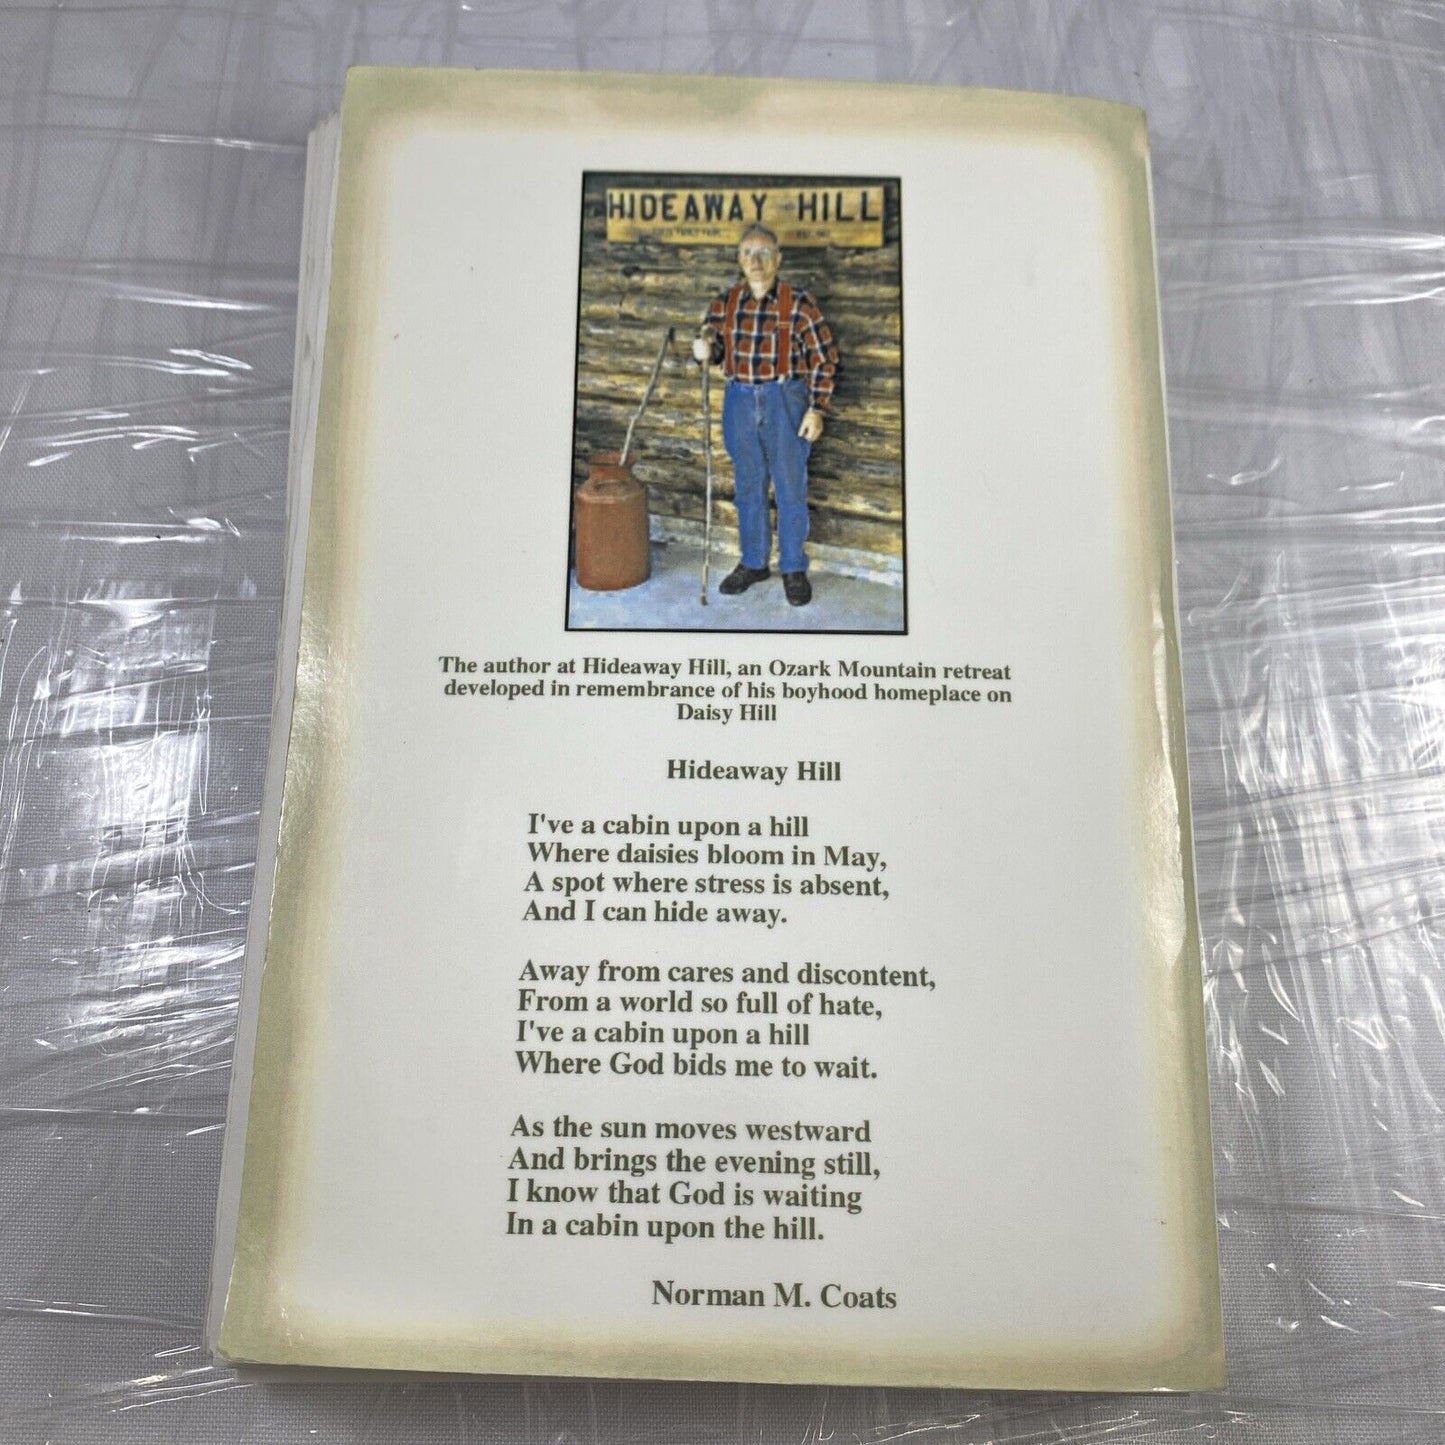 HIDEAWAY HILL
The author at Hideaway Hill, an Ozark Mountain retreat
developed in remembrance of his boyhood homeplace on
Daisy Hill
Hideaway Hill
I've a cabin upon a hill
Where daisies bloom in May,
A spot where stress is absent,
And I can hide away.
Away from cares and discontent,
From a world so full of hate,
I've a cabin upon a hill
Where God bids me to wait.
As the sun moves westward
And brings the evening still,
I know that God is waiting
In a cabin upon the hill.
Norman M. Coats